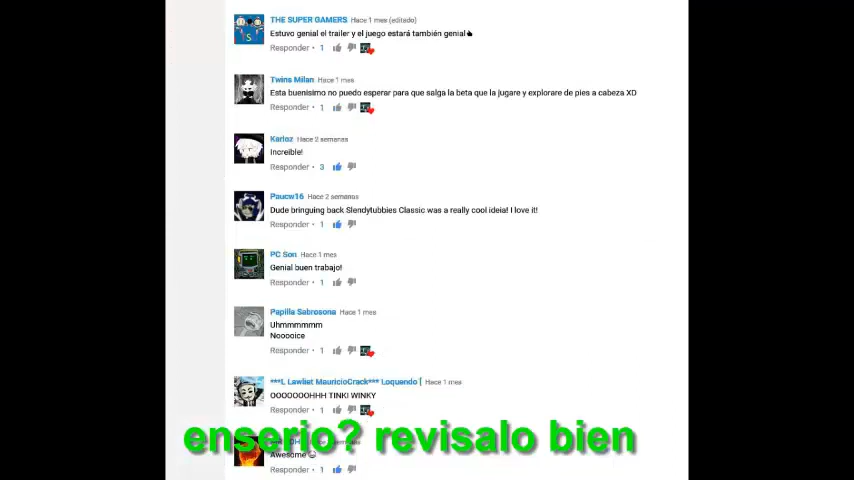 THE SUPER GAMERS Hace 1 mes (editado)
Estuvo genial el trailer y el juego estará también genial
Responder • 1
Twins Milan Hace 1 mes
Esta buenisimo no puedo esperar para que salga la beta que la jugare y explorare de pies a cabeza XD
Responder • 1
Karloz Hace 2 semanas
Increible!
Responder • 3
Paucw16 Hace 2 semanas
Dude bringuing back Slendytubbies Classic was a really cool ideia! I love it!
Responder • 1
PC Son Hace 1 mes
Genial buen trabajo!
Responder • 1
Papilla Sabrosona Hace 1 mes
Uhmmmmmm
Nooooice
Responder • 1
***L Lawliet MauricioCrack*** Loquendo [ Hace 1 mes
OOOOOOOHHH TINKI WINKY
Responder • 1
enserio? revisalo bien
Awesome
Responder • 1